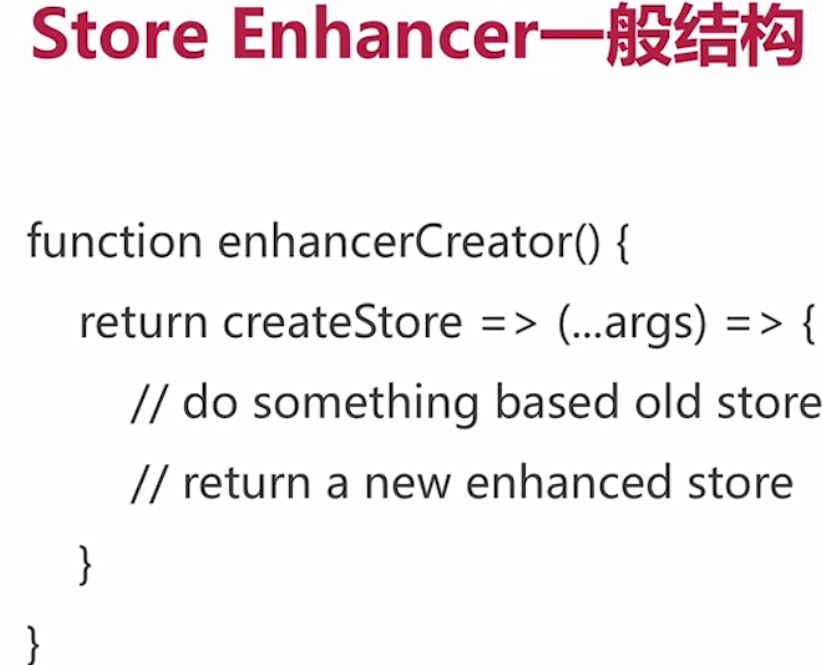 Store Enhancer一般结构
function enhancerCreator() {
return createStore => (...args) => {
// do something based old store
// return a new enhanced store
}
}